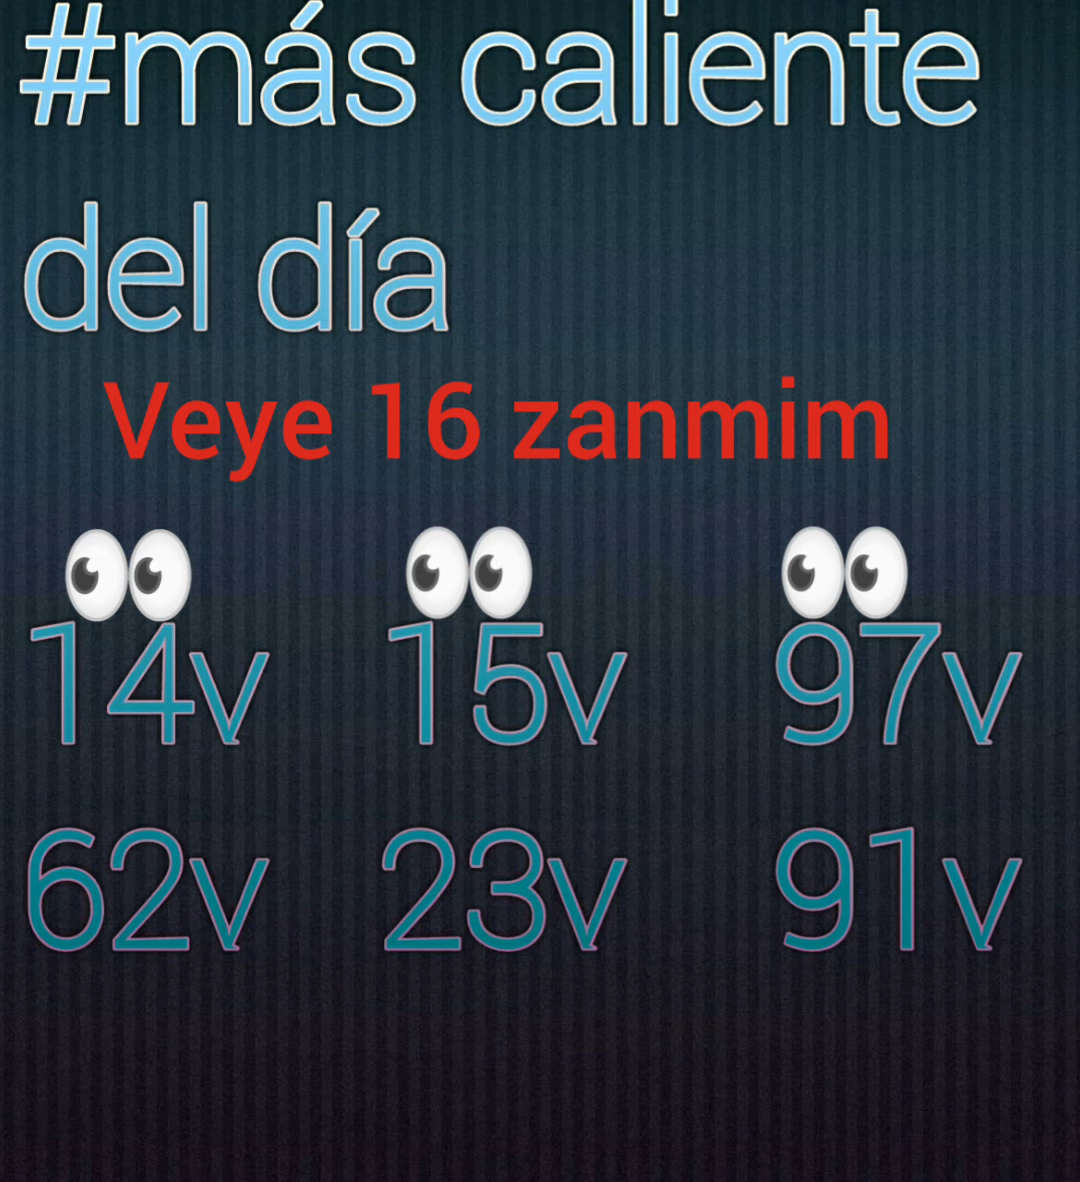 #más caliente
del día
Veye 16 zanmim
14v 15v 97v
62v 23v 91v